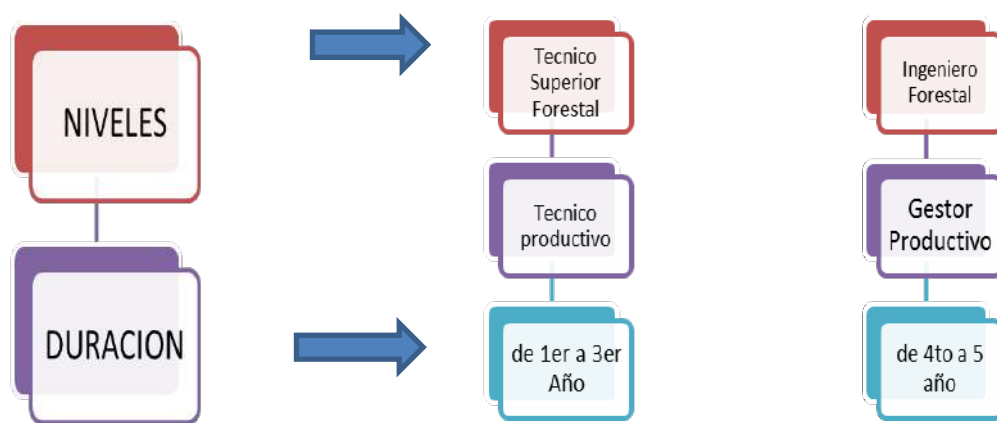 NIVELES
DURACION
Tecnico
Superior
Forestal
Tecnico
productivo
de 1er a 3er
Año
Ingeniero
Forestal
Gestor
Productivo
de 4to a 5
año